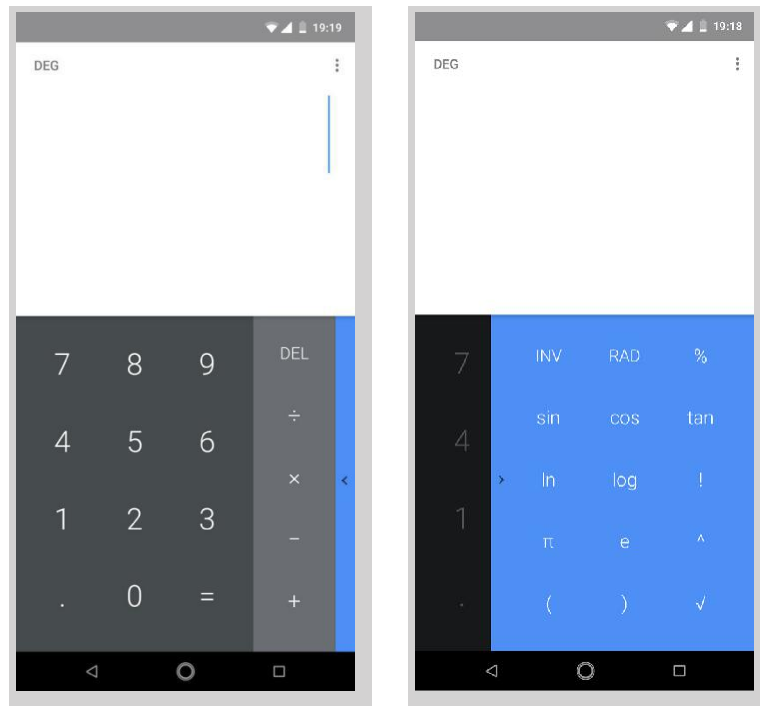 19:19
DEG
7 8 9 DEL
÷
4 5 6
×
1 2 3
−
. 0 = +
19:18
DEG
7 INV RAD %
sin cos tan
4
ln log !
1
π e ^
. ( ) √